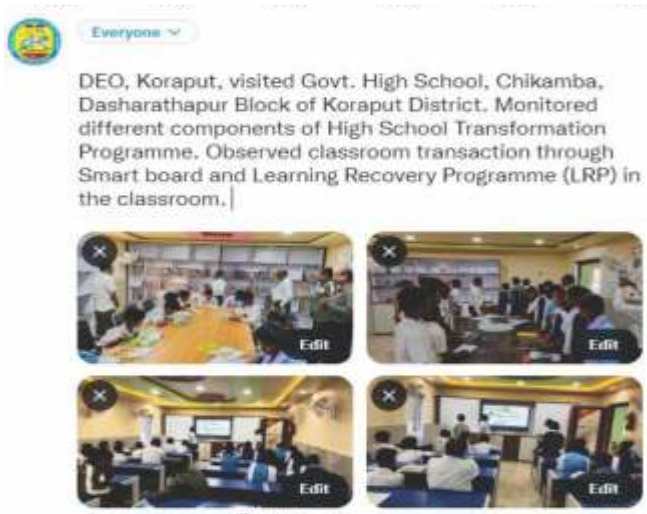 Everyone
DEO, Koraput, visited Govt. High School, Chikamba,
Dasharathapur Block of Koraput District. Monitored
different components of High School Transformation
Programme. Observed classroom transaction through
Smart board and Learning Recovery Programme (LRP) in
the classroom.
Edit
Edit
Edit
Edit